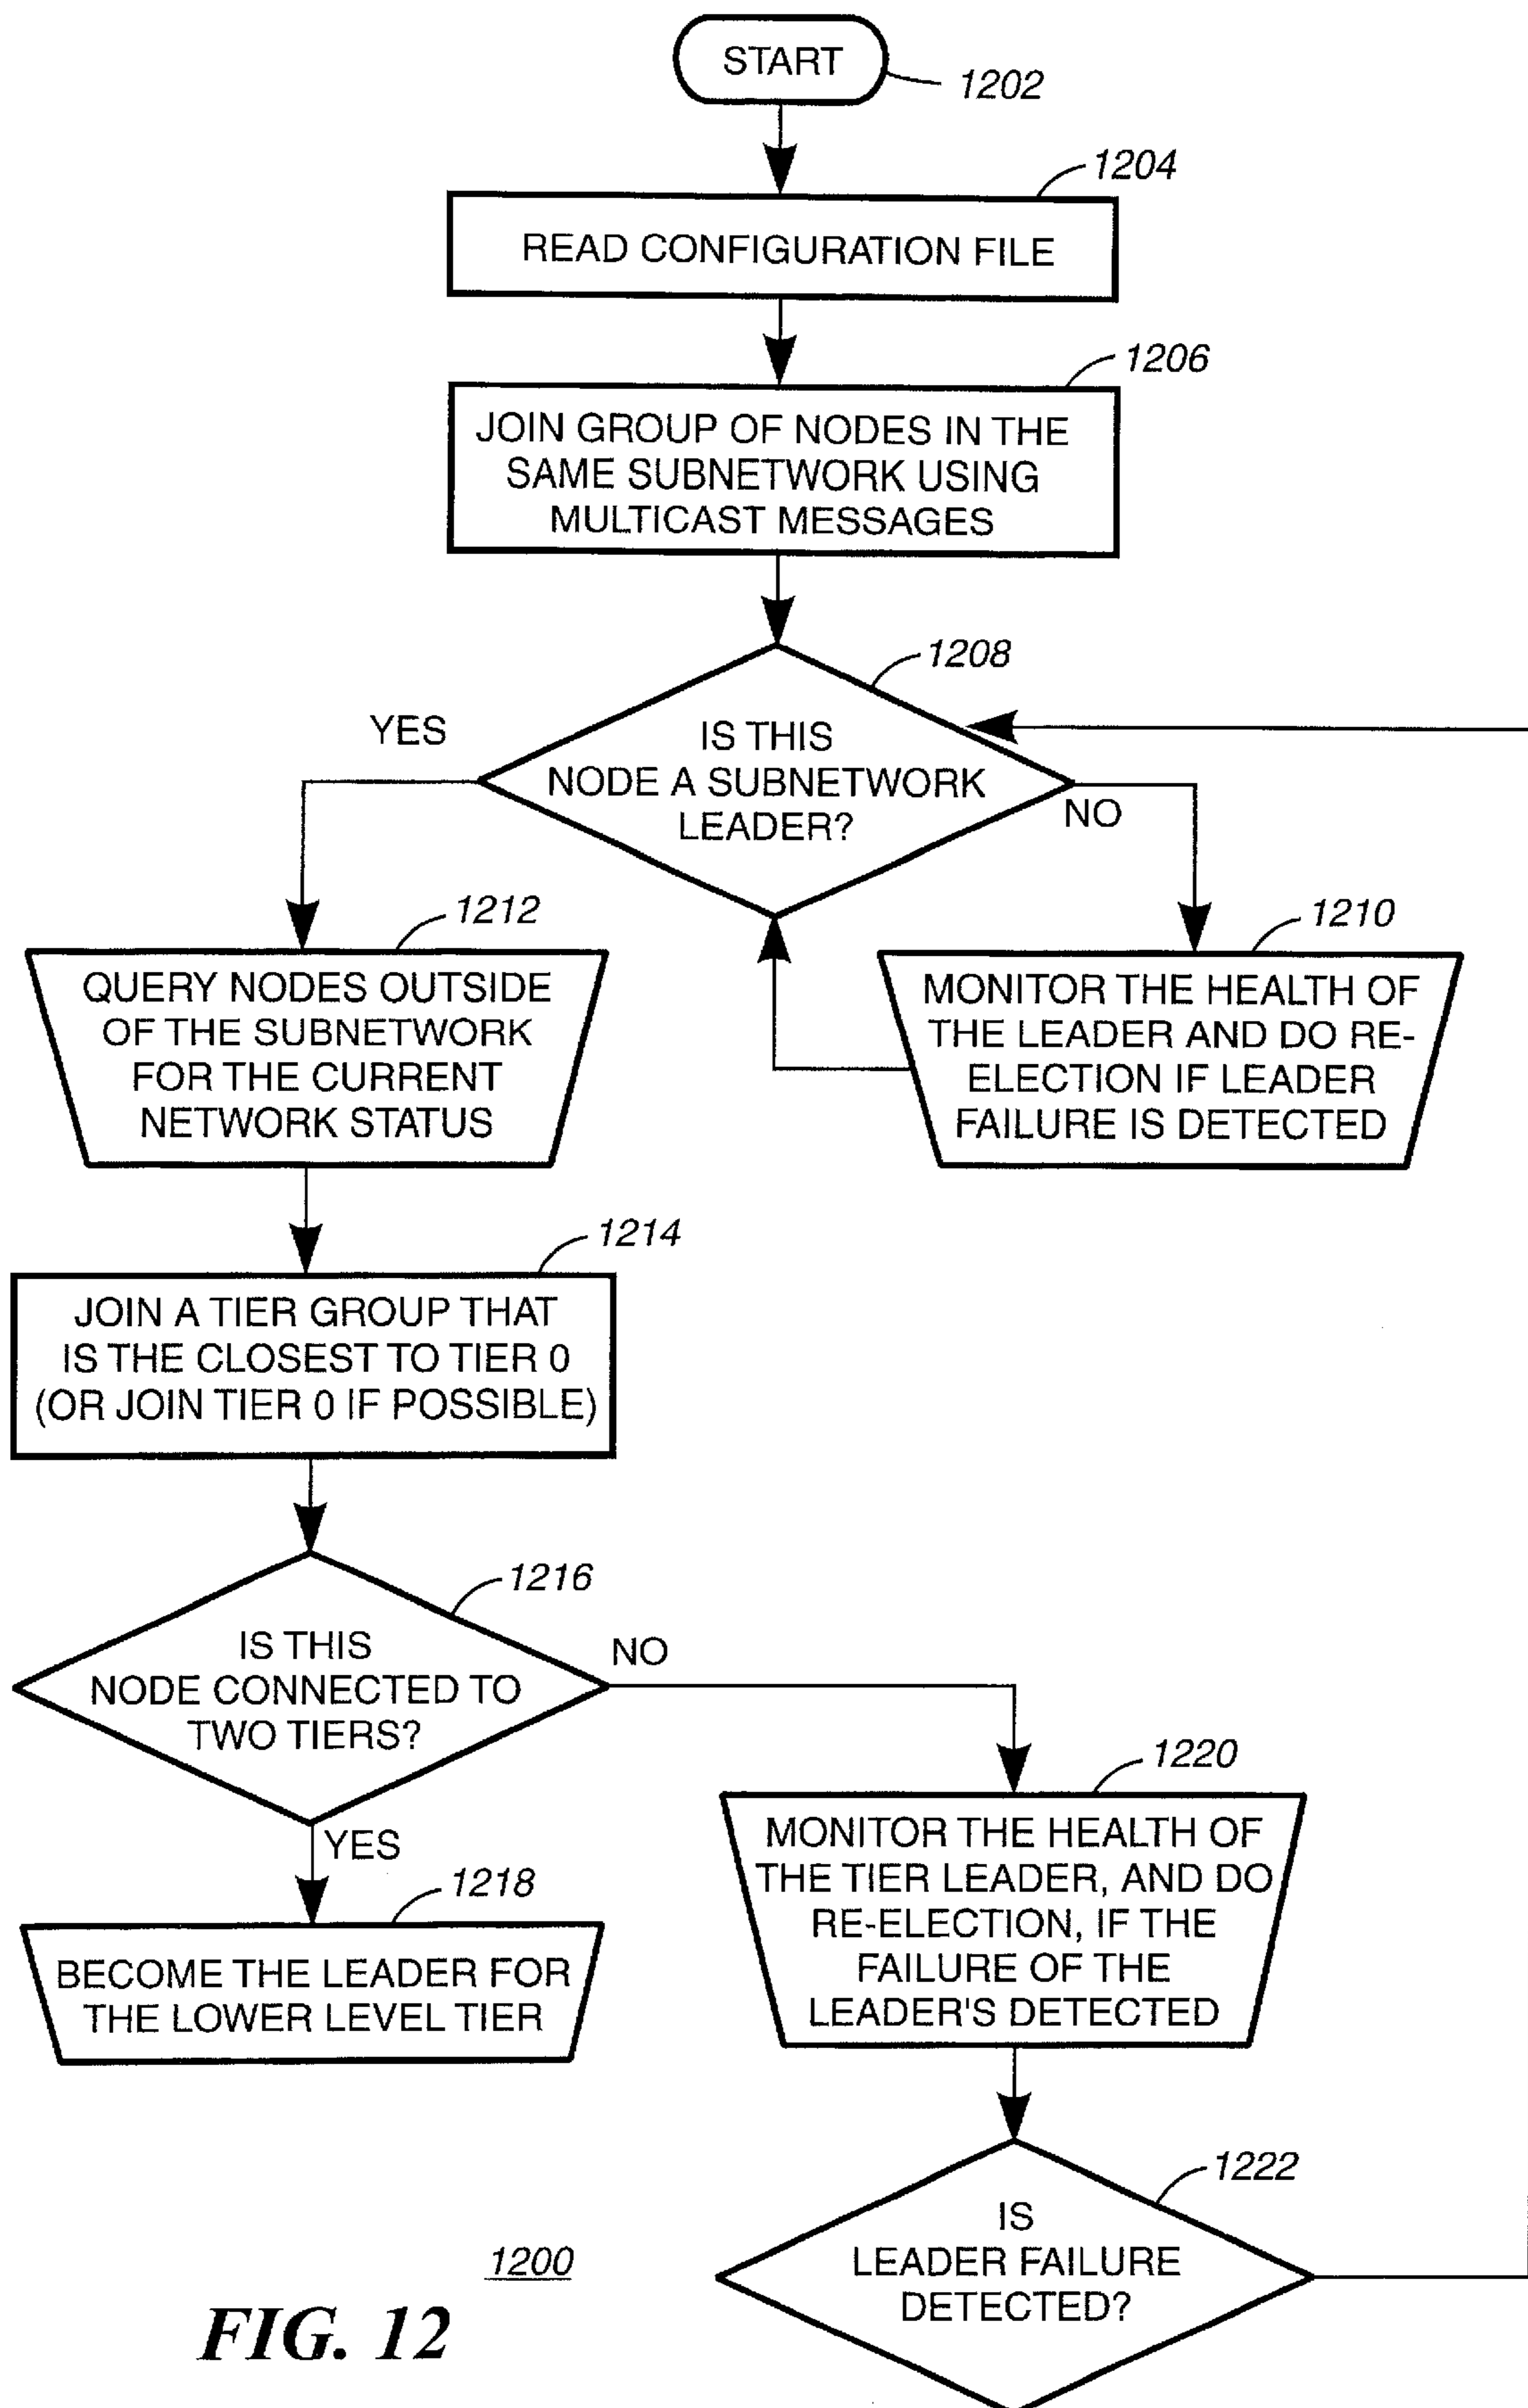 START
1202
1204
READ CONFIGURATION FILE
1206
JOIN GROUP OF NODES IN THE
SAME SUBNETWORK USING
MULTICAST MESSAGES
1208
YES
IS THIS
NODE A SUBNETWORK
LEADER?
NO
1212
QUERY NODES OUTSIDE
OF THE SUBNETWORK
FOR THE CURRENT
NETWORK STATUS
1210
MONITOR THE HEALTH OF
THE LEADER AND DO RE-
ELECTION IF LEADER
FAILURE IS DETECTED
1214
JOIN A TIER GROUP THAT
IS THE CLOSEST TO TIER 0
(OR JOIN TIER 0 IF POSSIBLE)
1216
IS THIS
NODE CONNECTED TO
TWO TIERS?
NO
YES
1218
BECOME THE LEADER FOR
THE LOWER LEVEL TIER
1220
MONITOR THE HEALTH OF
THE TIER LEADER, AND DO
RE-ELECTION, IF THE
FAILURE OF THE
LEADER'S DETECTED
1222
IS
LEADER FAILURE
DETECTED?
1200
FIG. 12